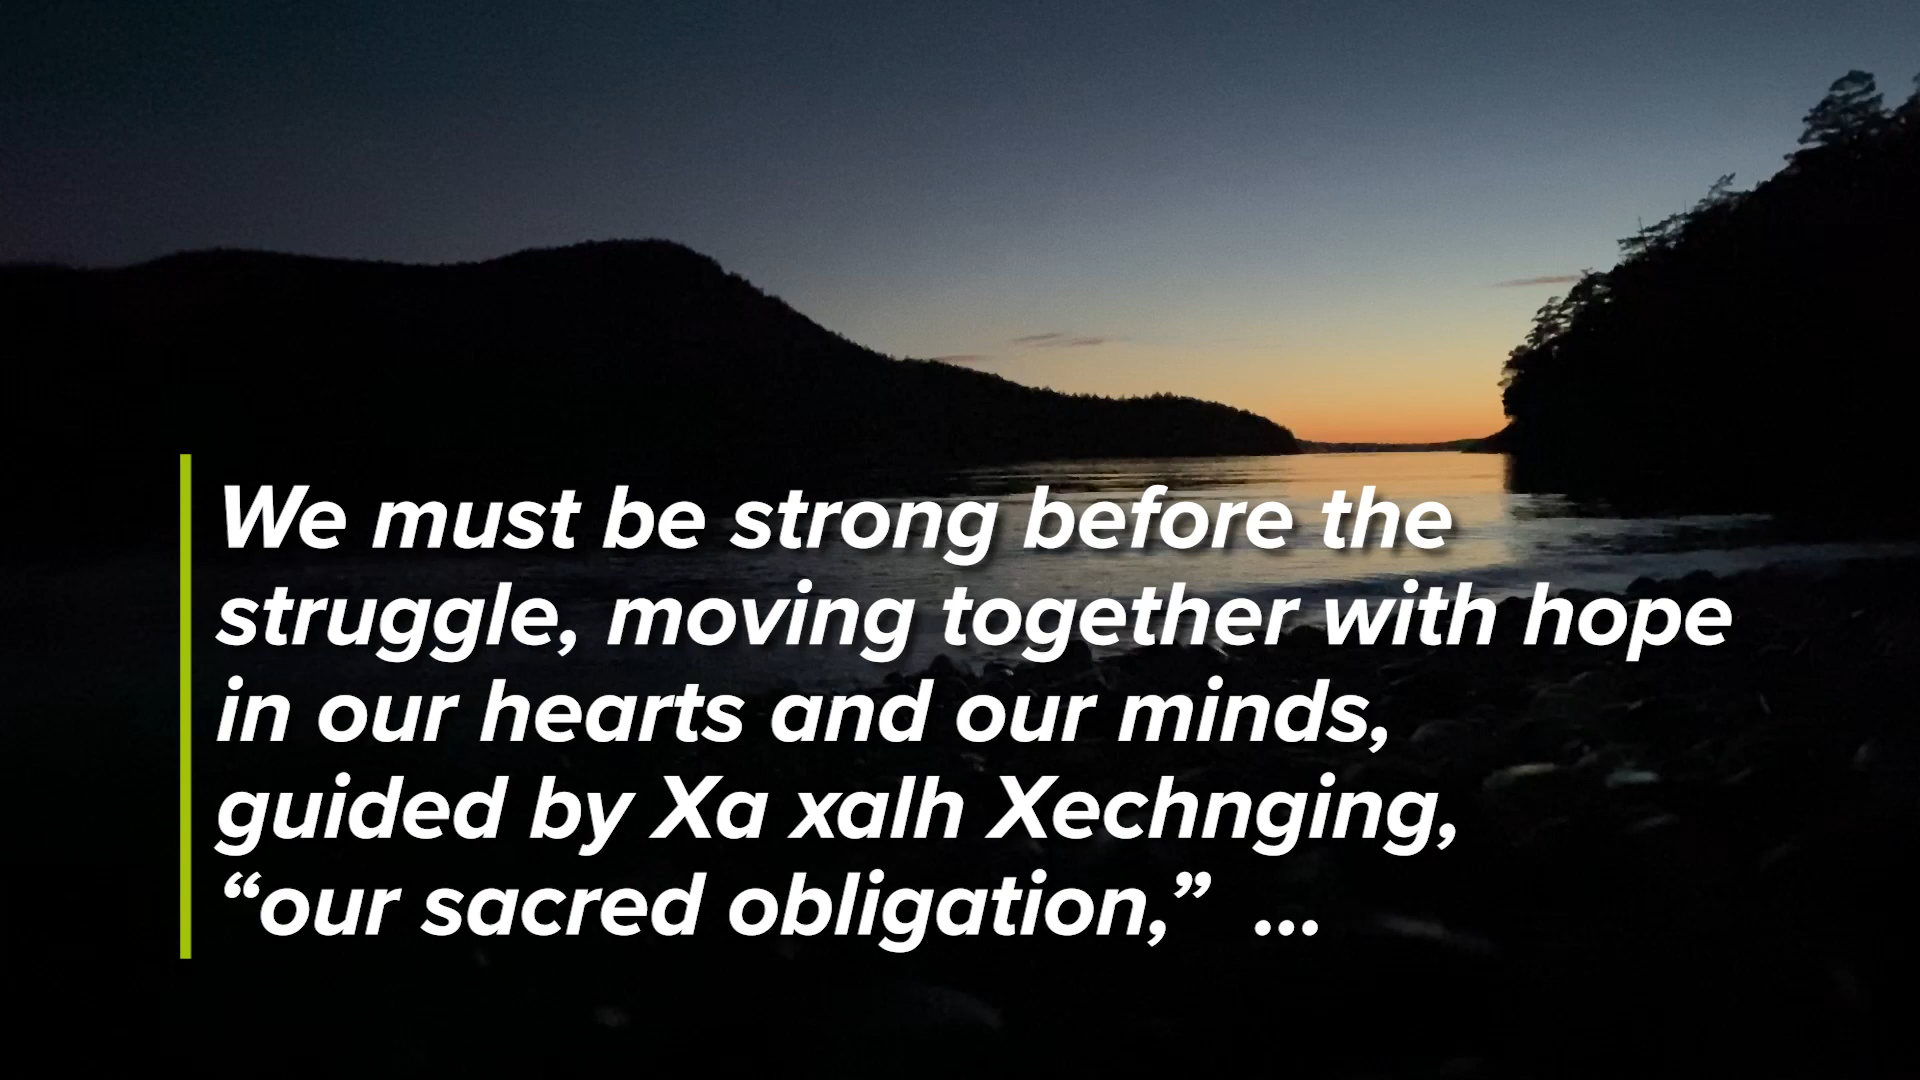 We must be strong before the
struggle, moving together with hope
in our hearts and our minds,
guided by Xa xalh Xechnging,
“our sacred obligation,” ...